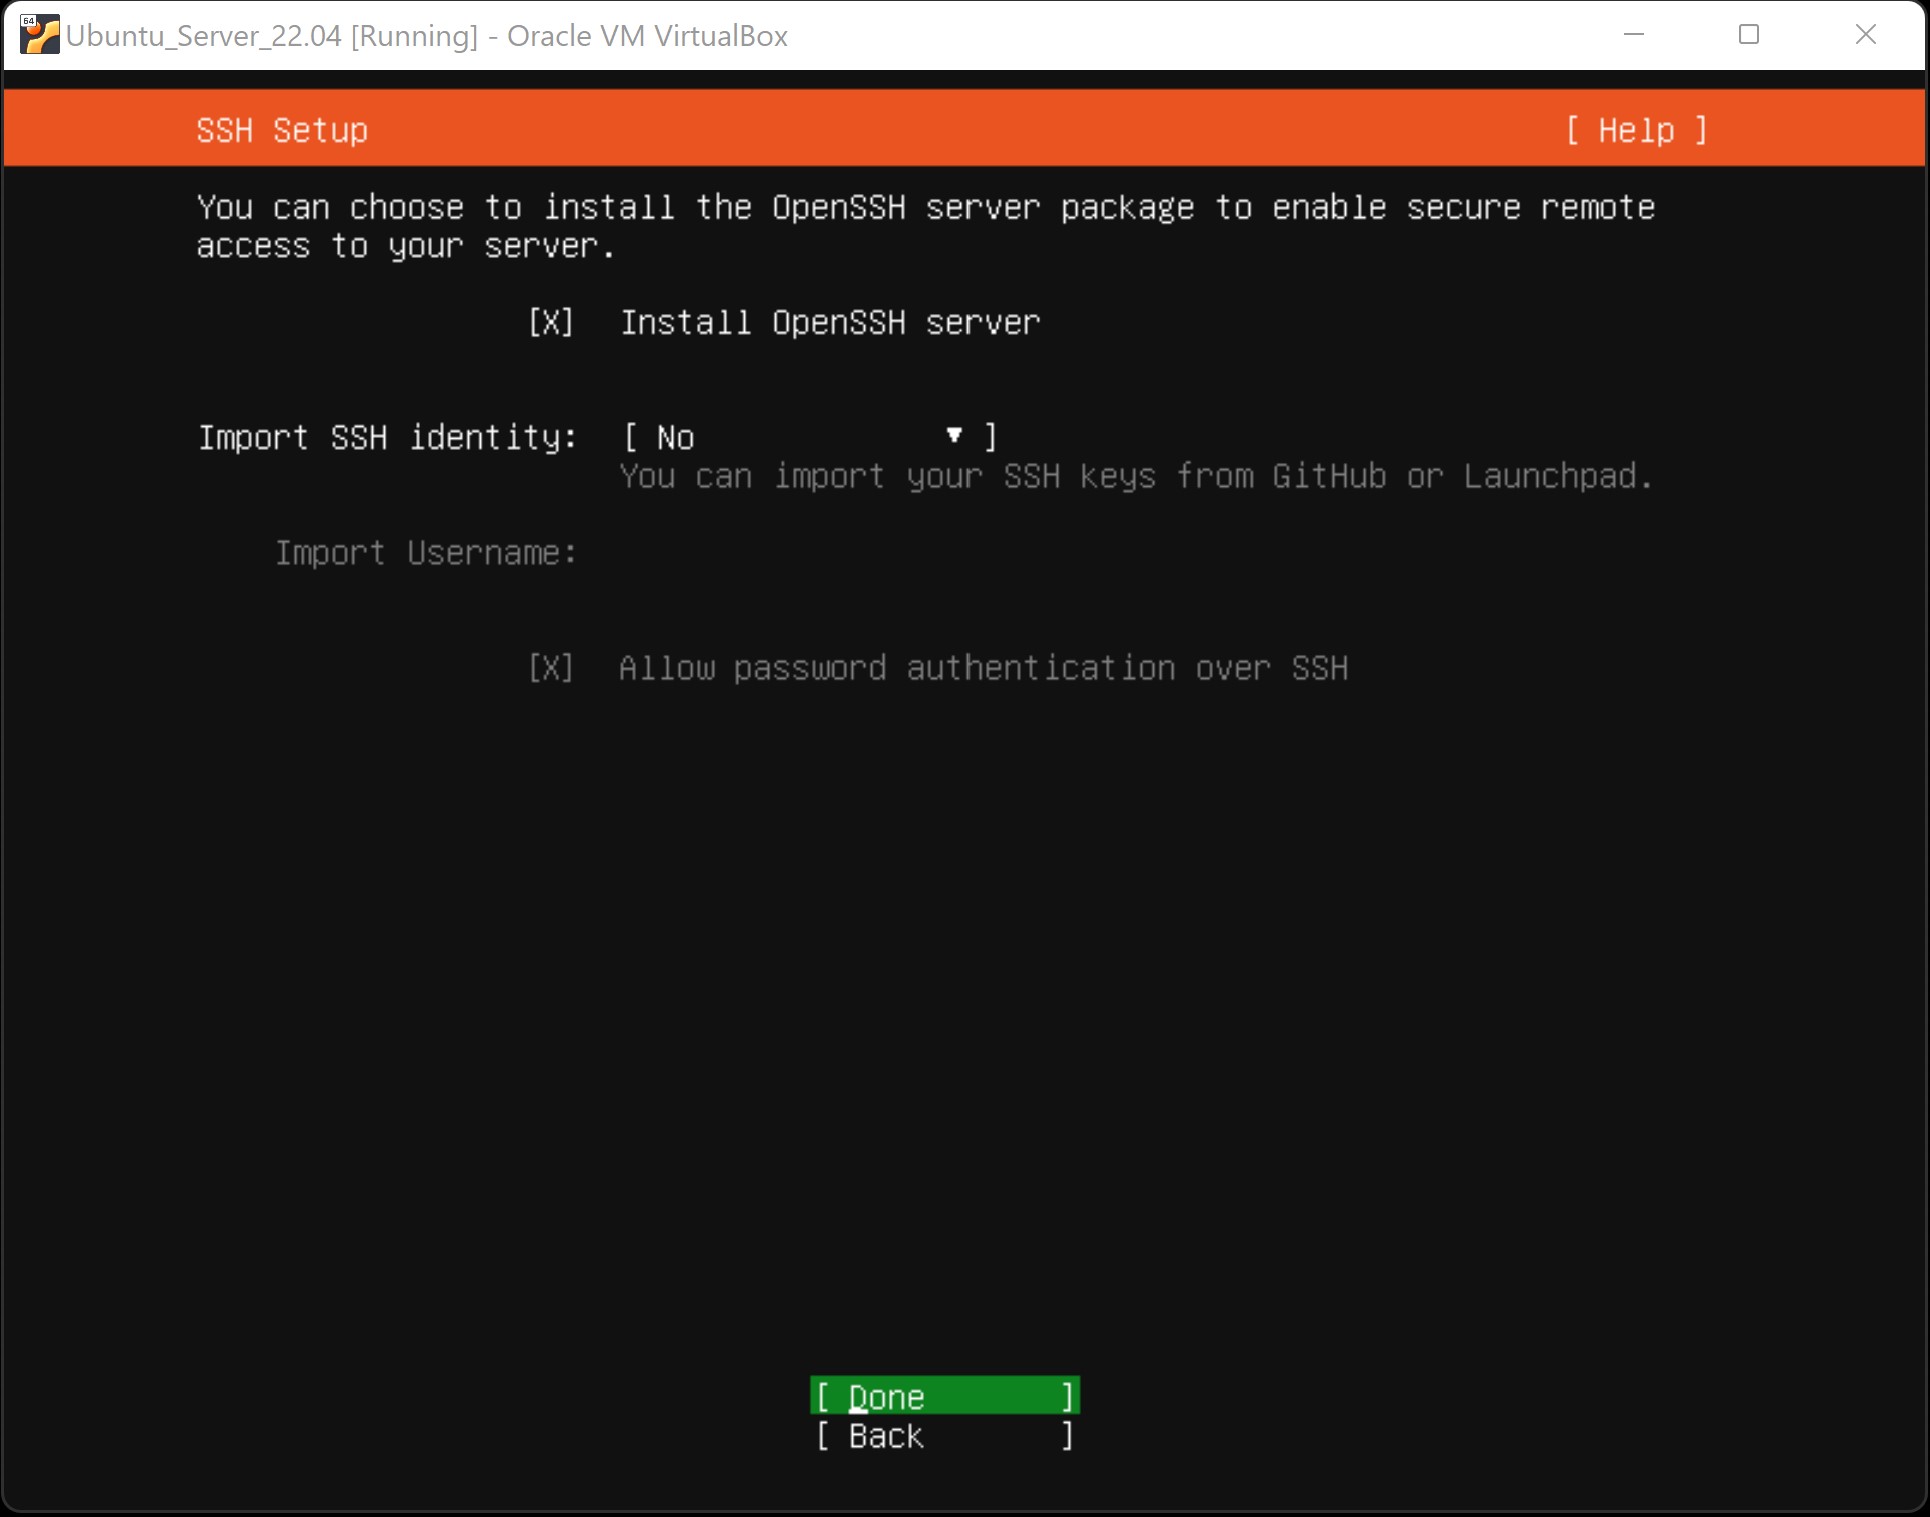 64
Ubuntu_Server_22.04 [Running] - Oracle VM VirtualBox
SSH Setup [ Help ]
You can choose to install the OpenSSH server package to enable secure remote
access to your server.
[X] Install OpenSSH server
Import SSH identity: [ No ▼ ]
You can import your SSH keys from GitHub or Launchpad.
Import Username:
[X] Allow password authentication over SSH
[ Done ]
[ Back ]